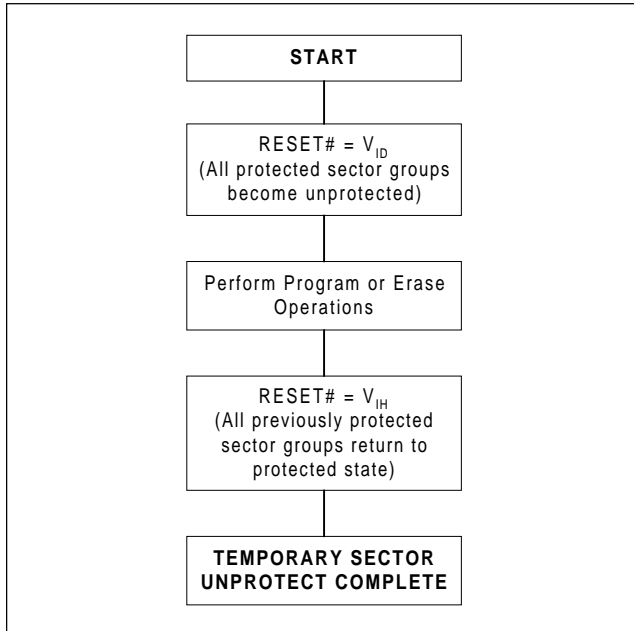 START
RESET# = V_ID
(All protected sector groups
become unprotected)
Perform Program or Erase
Operations
RESET# = V_IH
(All previously protected
sector groups return to
protected state)
TEMPORARY SECTOR
UNPROTECT COMPLETE